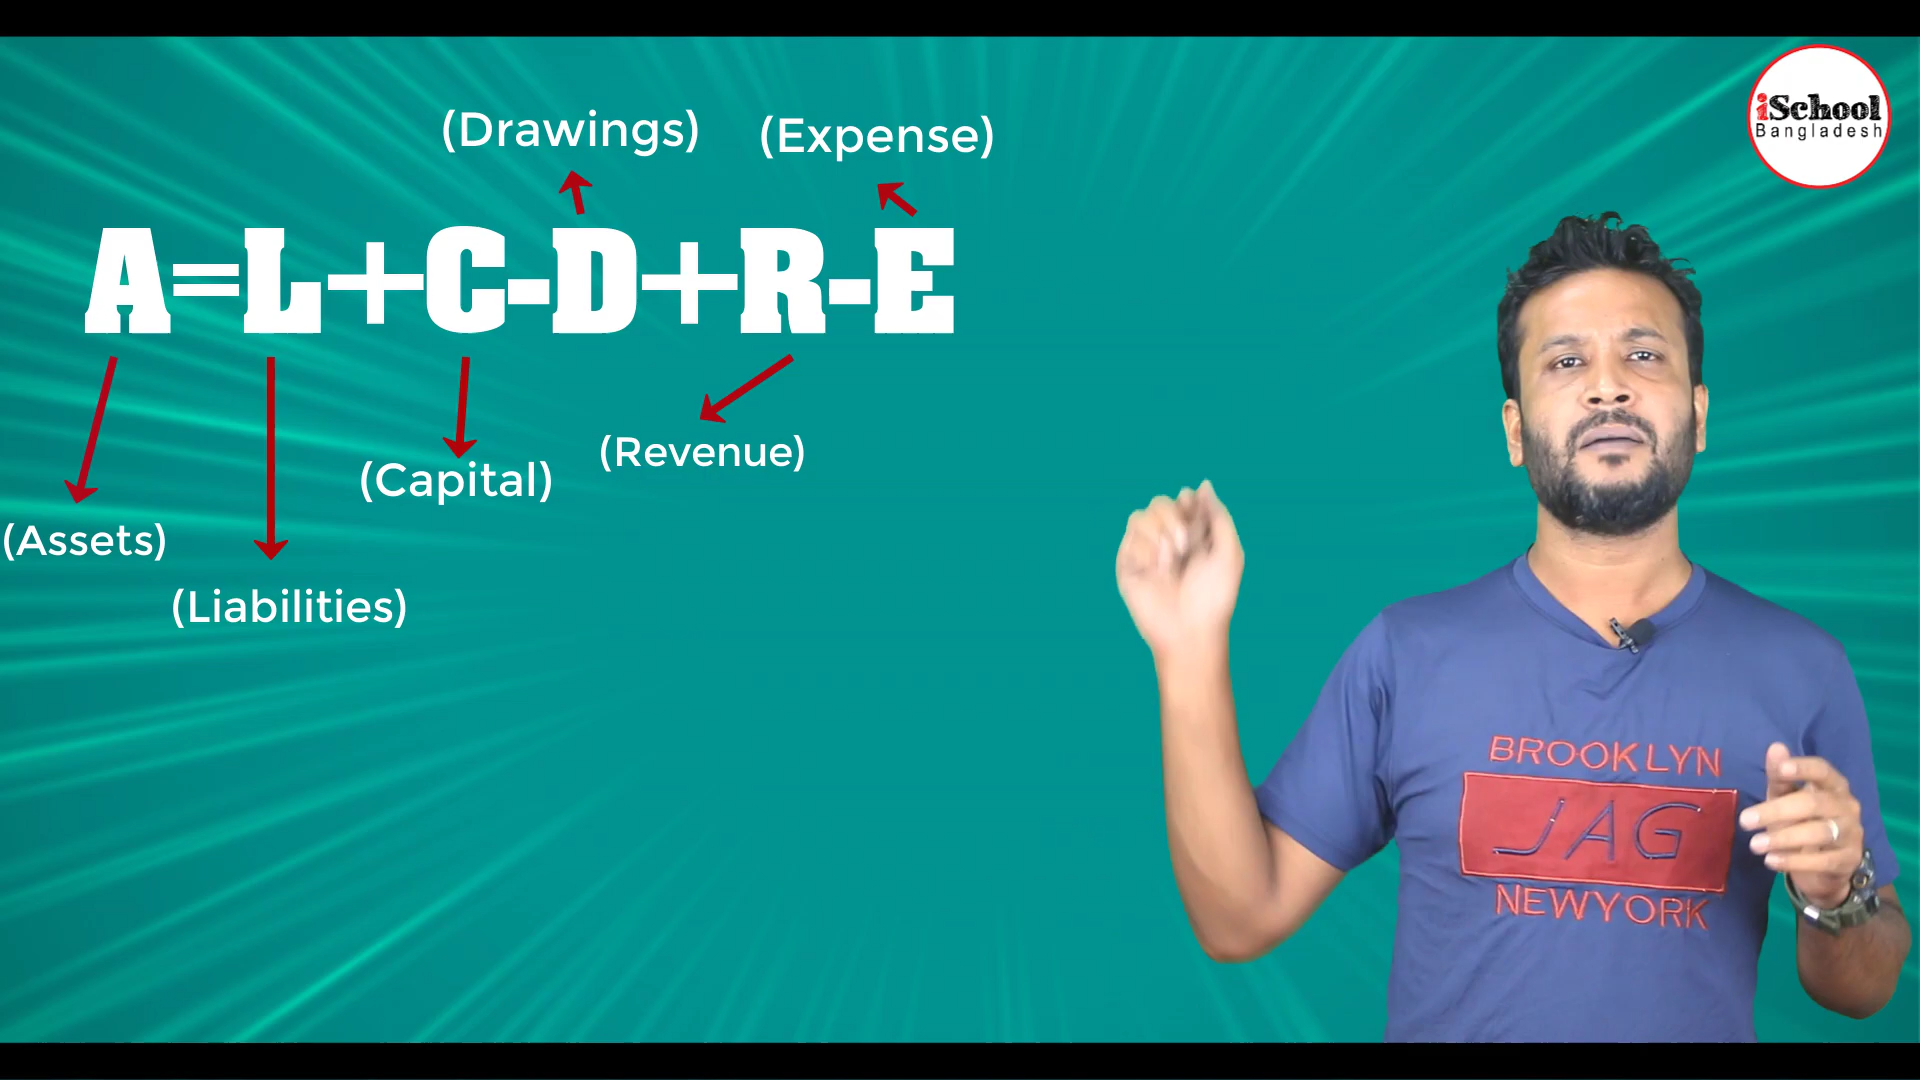 (Drawings) (Expense)
A=L+C-D+R-E
(Revenue)
(Capital)
(Assets)
(Liabilities)
iSchool
Bangladesh
BROOKLYN
JAG
NEWYORK